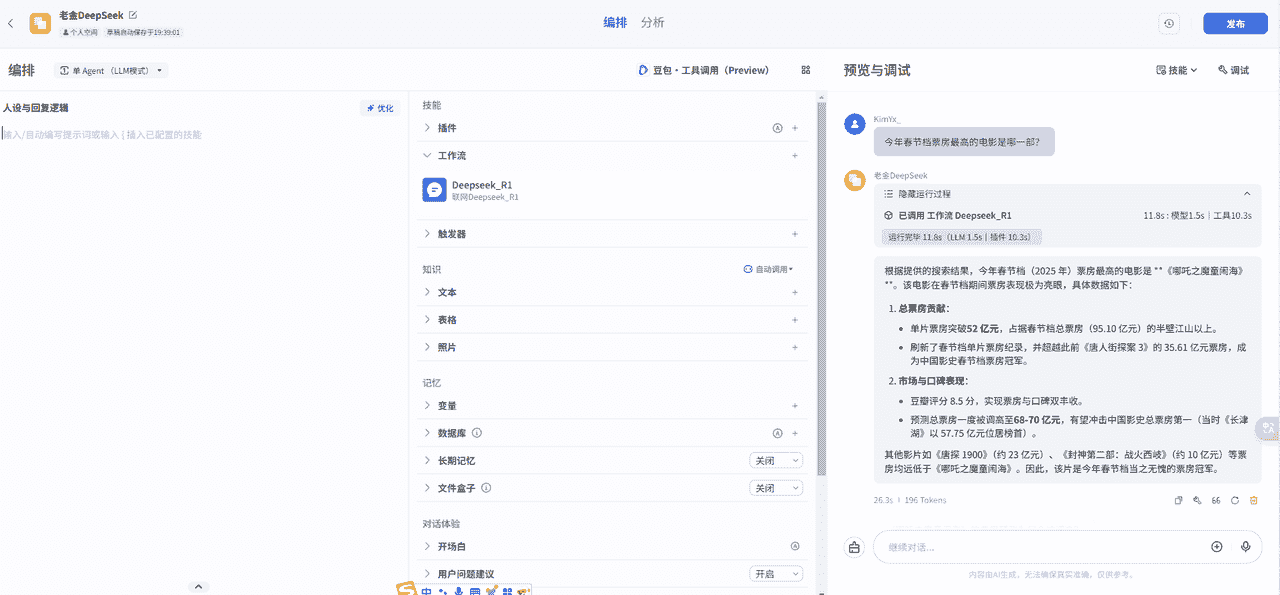 老金DeepSeek
个人空间 草稿自动保存于19:39:01
编排 分析
发布
编排
单 Agent （LLM模式）
豆包・工具调用（Preview）
预览与调试
技能
调试
人设与回复逻辑
优化
输入/自动编写提示词或输入 { 插入已配置的技能
技能
插件
工作流
Deepseek_R1
联网Deepseek_R1
触发器
知识
自动调用
文本
表格
照片
记忆
变量
数据库
长期记忆
关闭
文件盒子
关闭
对话体验
开场白
用户问题建议
开启
中
KimYx_
今年春节档票房最高的电影是哪一部？
老金DeepSeek
隐藏运行过程
已调用 工作流 Deepseek_R1
11.8s : 模型1.5s | 工具10.3s
运行完毕 11.8s（LLM 1.5s | 插件 10.3s）
根据提供的搜索结果，今年春节档（2025 年）票房最高的电影是 **《哪吒之魔童闹海》
**。该电影在春节档期间票房表现极为亮眼，具体数据如下：
1. 总票房贡献：
• 单片票房突破52 亿元，占据春节档总票房（95.10 亿元）的半壁江山以上。
• 刷新了春节档单片票房纪录，并超越此前《唐人街探案 3》的 35.61 亿元票房，成
为中国影史春节档票房冠军。
2. 市场与口碑表现：
• 豆瓣评分 8.5 分，实现票房与口碑双丰收。
• 预测总票房一度被调高至68-70 亿元，有望冲击中国影史总票房第一（当时《长津
湖》以 57.75 亿元位居榜首）。
其他影片如《唐探 1900》（约 23 亿元）、《封神第二部：战火西岐》（约 10 亿元）等票
房均远低于《哪吒之魔童闹海》。因此，该片是今年春节档当之无愧的票房冠军。
26.3s | 196 Tokens
继续对话...
内容由AI生成，无法确保真实准确，仅供参考。